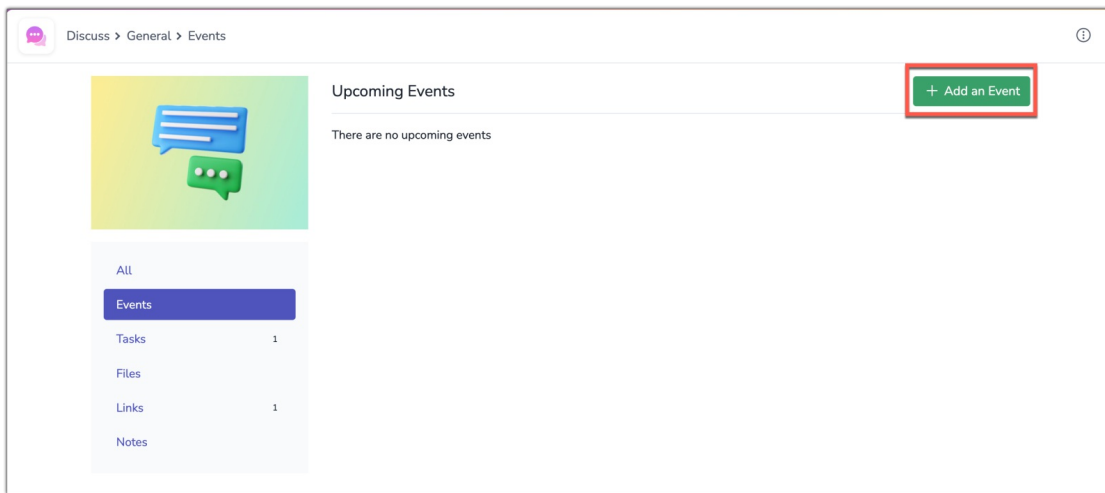 Discuss > General > Events
Upcoming Events
+ Add an Event
There are no upcoming events
All
Events
Tasks 1
Files
Links 1
Notes